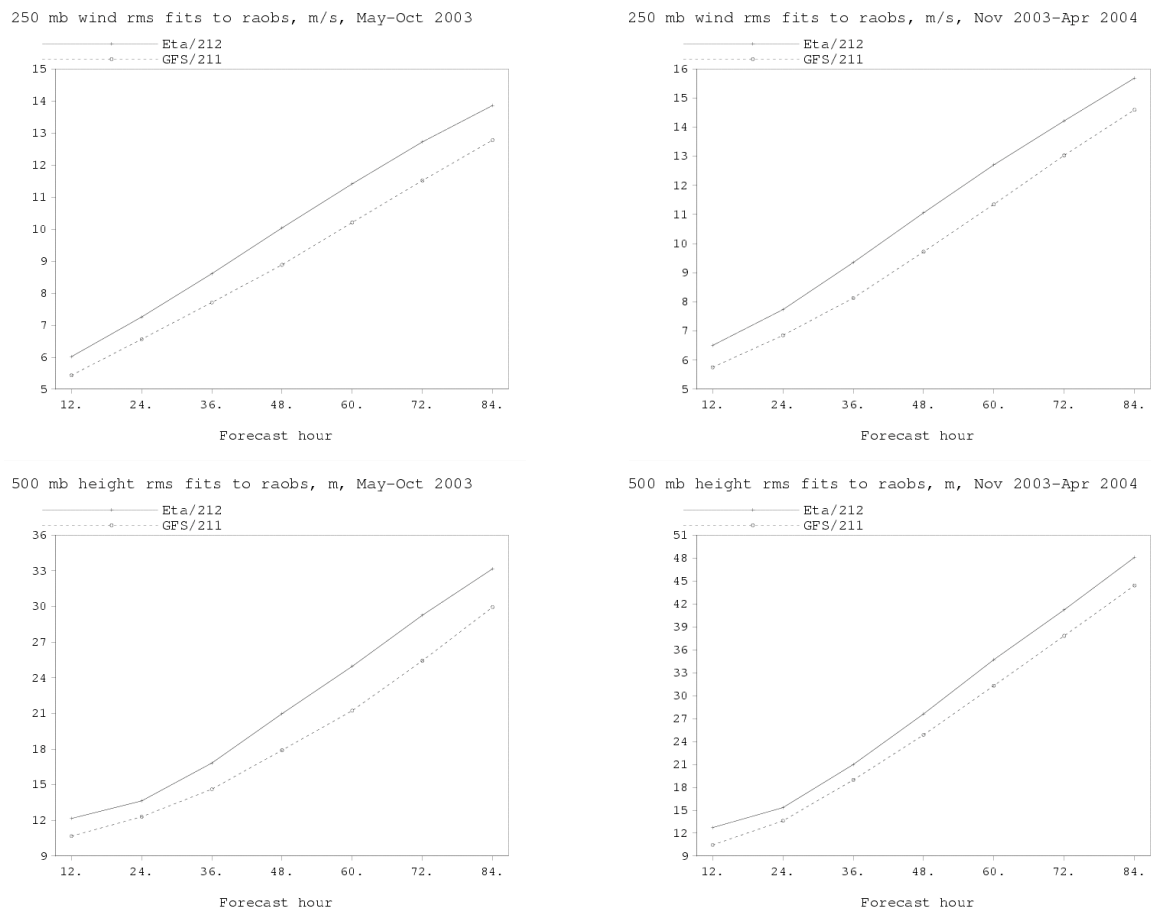 250 mb wind rms fits to raobs, m/s, May-Oct 2003
Eta/212
GFS/211
15
14
13
12
11
10
9
8
7
6
5
12. 24. 36. 48. 60. 72. 84.
Forecast hour
250 mb wind rms fits to raobs, m/s, Nov 2003-Apr 2004
Eta/212
GFS/211
16
15
14
13
12
11
10
9
8
7
6
5
12. 24. 36. 48. 60. 72. 84.
Forecast hour
500 mb height rms fits to raobs, m, May-Oct 2003
Eta/212
GFS/211
36
33
30
27
24
21
18
15
12
9
12. 24. 36. 48. 60. 72. 84.
Forecast hour
500 mb height rms fits to raobs, m, Nov 2003-Apr 2004
Eta/212
GFS/211
51
48
45
42
39
36
33
30
27
24
21
18
15
12
9
12. 24. 36. 48. 60. 72. 84.
Forecast hour